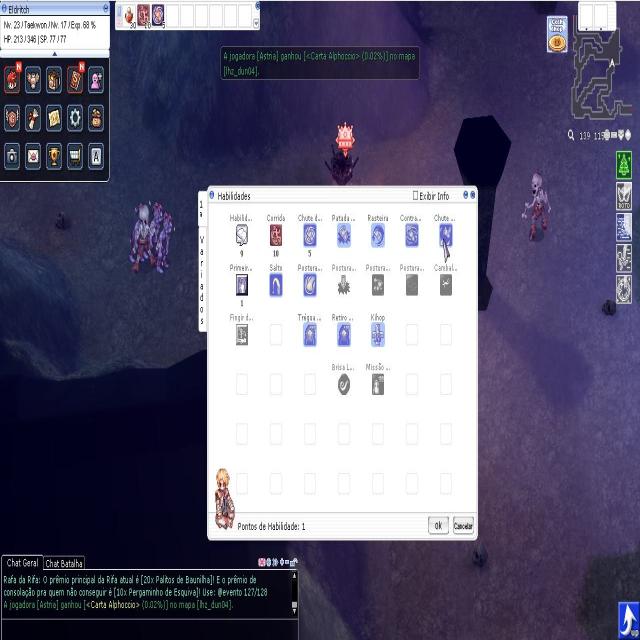 Eldritch
Nv. 23 / Taekwon / Nv. 17 / Exp. 68 %
HP. 213 / 346 | SP. 77 / 77
30 10 5
A jogadora [Astria] ganhou [<Carta Alphoccio> (0.02%)] no mapa
[lhz_dun04].
Habilidades
Exibir Info
1ª
Variados
Habilid... Corrida Chute d... Patada ... Rasteira Contra... Chute ...
9 10 5
Primeir... Salto Postura... Postura... Postura... Postura... Cambal...
1
Fingir d... Trégua ... Retiro ... Kihop
Brisa L... Missão ...
Pontos de Habilidade: 1
Ok Cancelar
Chat Geral Chat Batalha
Rafa da Rifa: O prêmio principal da Rifa atual é [20x Palitos de Baunilha]! E o prêmio de
consolação pra quem não conseguir é [10x Pergaminho de Esquiva]! Use: @evento 127/128
A jogadora [Astria] ganhou [<Carta Alphoccio> (0.02%)] no mapa [lhz_dun04].